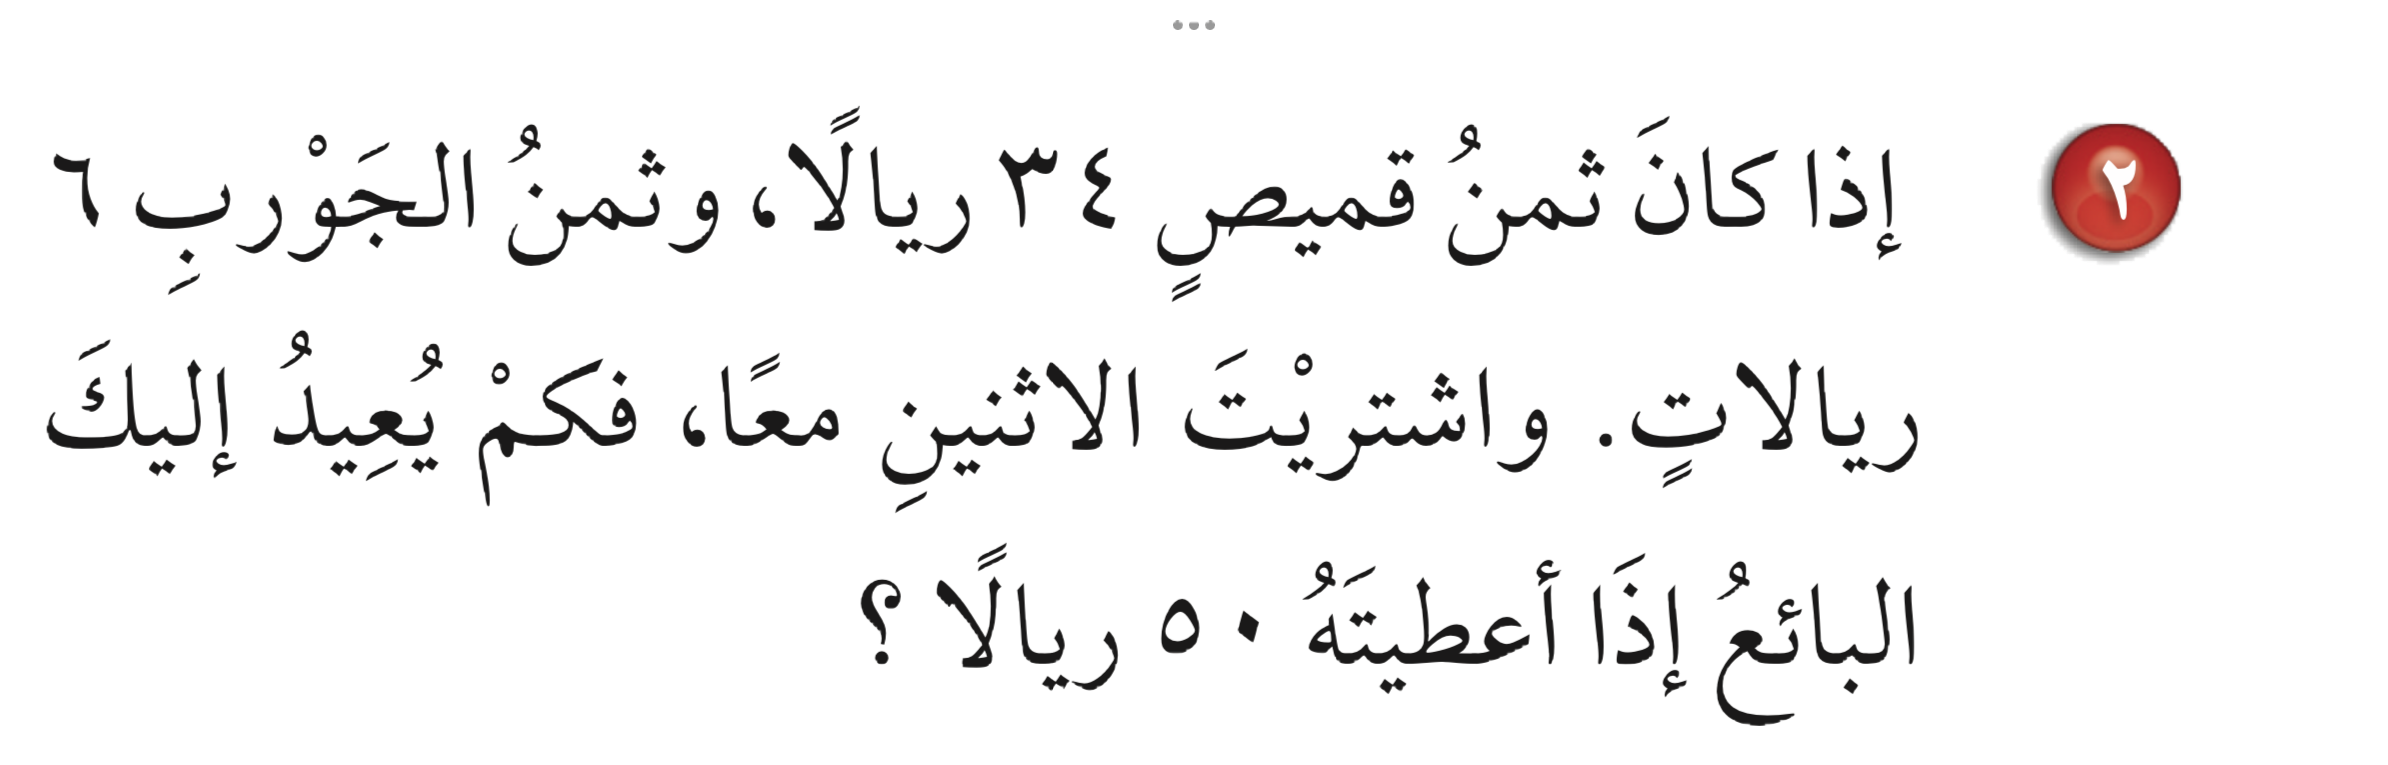 ٢ إذا كانَ ثمنُ قميصٍ ٣٤ ريالًا، وثمنُ الجَوْربِ ٦
ريالاتٍ. واشتريْتَ الاثنينِ معًا، فكمْ يُعِيدُ إليكَ
البائعُ إذَا أعطيتَهُ ٥٠ ريالًا ؟